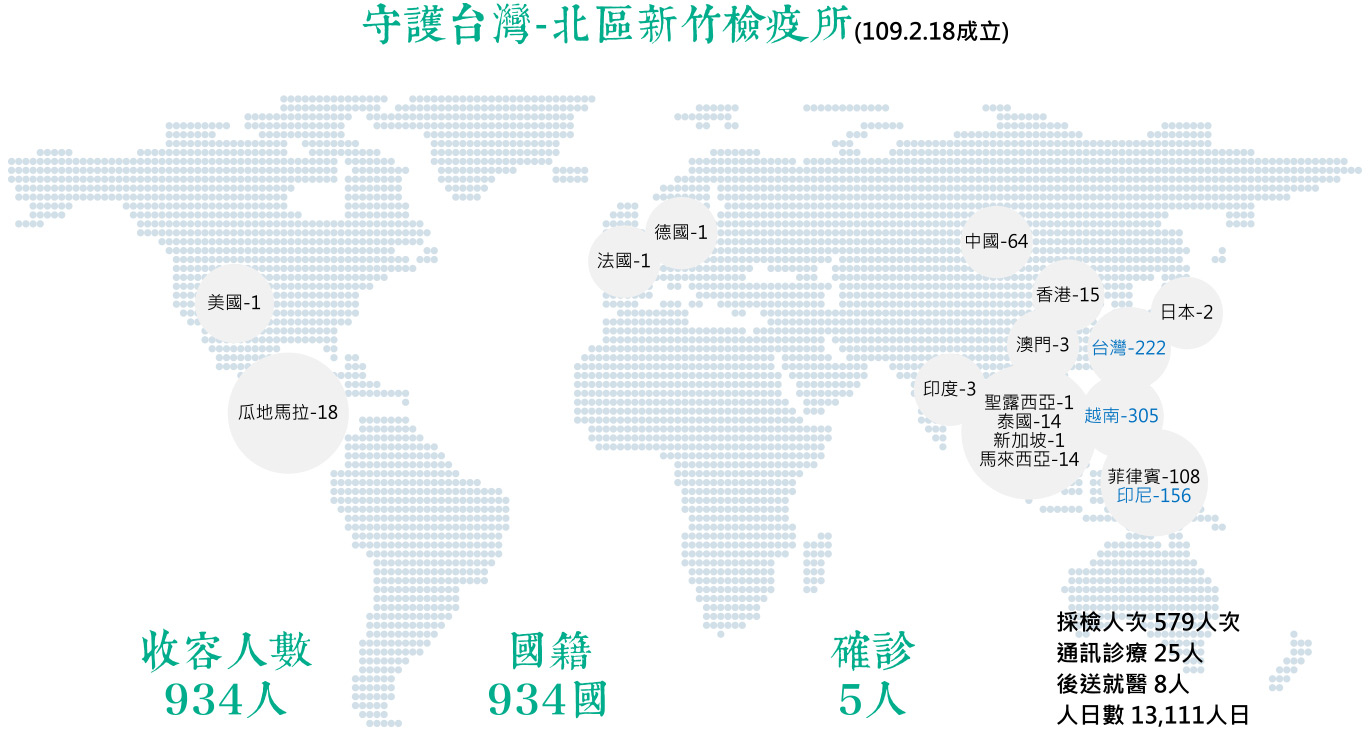 守護台灣-北區新竹檢疫所(109.2.18成立)
德國-1
法國-1
中國-64
美國-1
香港-15
日本-2
澳門-3
台灣-222
瓜地馬拉-18
印度-3
聖露西亞-1
泰國-14
新加坡-1
馬來西亞-14
越南-305
菲律賓-108
印尼-156
收容人數
934人
國籍
934國
確診
5人
採檢人次 579人次
通訊診療 25人
後送就醫 8人
人日數 13,111人日